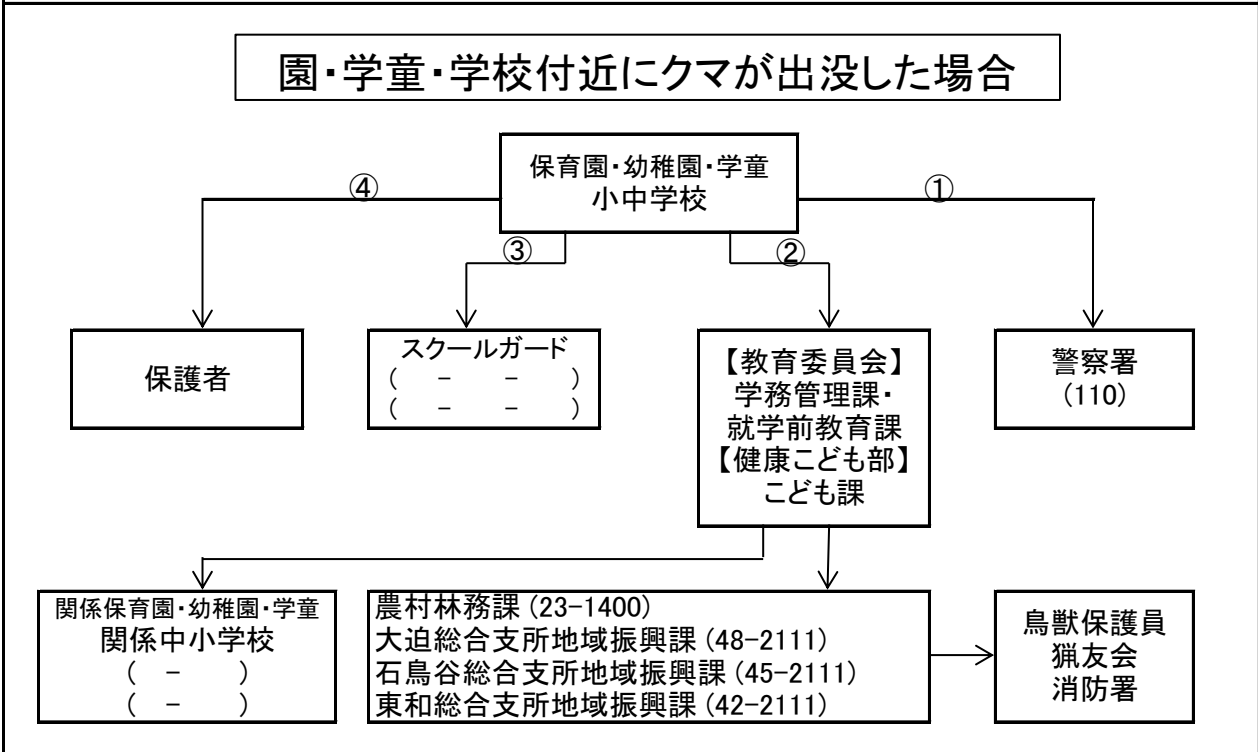 園・学童・学校付近にクマが出没した場合
保育園・幼稚園・学童
小中学校
④
①
③
②
保護者
スクールガード
(　-　-　)
(　-　-　)
【教育委員会】
学務管理課・
就学前教育課
【健康こども部】
こども課
警察署
(110)
関係保育園・幼稚園・学童
関係中小学校
(　-　)
(　-　)
農村林務課(23-1400)
大迫総合支所地域振興課(48-2111)
石鳥谷総合支所地域振興課(45-2111)
東和総合支所地域振興課(42-2111)
鳥獣保護員
猟友会
消防署